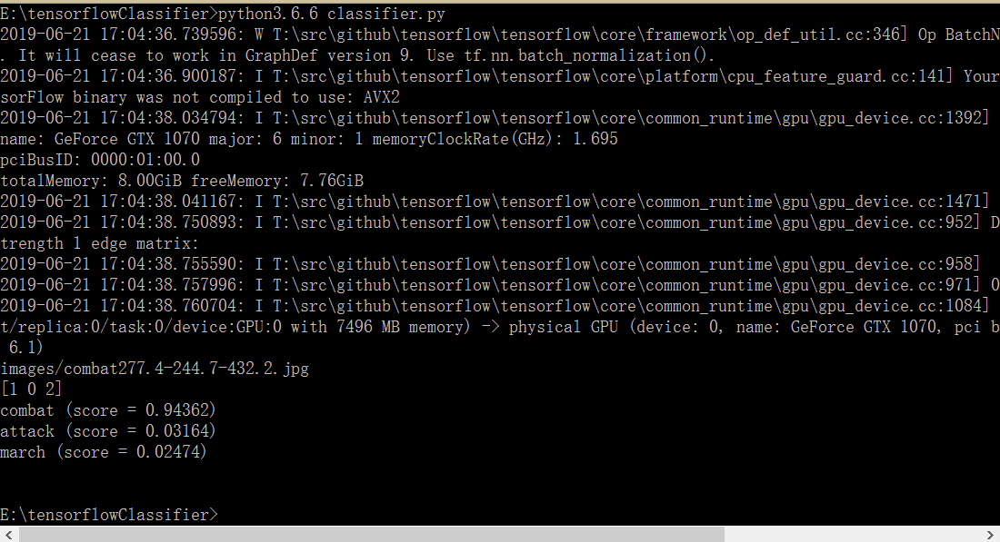 E:\tensorflowClassifier>python3.6.6 classifier.py
2019-06-21 17:04:36.739596: W T:\src\github\tensorflow\tensorflow\core\framework\op_def_util.cc:346] Op BatchN
. It will cease to work in GraphDef version 9. Use tf.nn.batch_normalization().
2019-06-21 17:04:36.900187: I T:\src\github\tensorflow\tensorflow\core\platform\cpu_feature_guard.cc:141] Your
sorFlow binary was not compiled to use: AVX2
2019-06-21 17:04:38.034794: I T:\src\github\tensorflow\tensorflow\core\common_runtime\gpu\gpu_device.cc:1392]
name: GeForce GTX 1070 major: 6 minor: 1 memoryClockRate(GHz): 1.695
pciBusID: 0000:01:00.0
totalMemory: 8.00GiB freeMemory: 7.76GiB
2019-06-21 17:04:38.041167: I T:\src\github\tensorflow\tensorflow\core\common_runtime\gpu\gpu_device.cc:1471]
2019-06-21 17:04:38.750893: I T:\src\github\tensorflow\tensorflow\core\common_runtime\gpu\gpu_device.cc:952] D
trength 1 edge matrix:
2019-06-21 17:04:38.755590: I T:\src\github\tensorflow\tensorflow\core\common_runtime\gpu\gpu_device.cc:958]
2019-06-21 17:04:38.757996: I T:\src\github\tensorflow\tensorflow\core\common_runtime\gpu\gpu_device.cc:971] 0
2019-06-21 17:04:38.760704: I T:\src\github\tensorflow\tensorflow\core\common_runtime\gpu\gpu_device.cc:1084]
t/replica:0/task:0/device:GPU:0 with 7496 MB memory) -> physical GPU (device: 0, name: GeForce GTX 1070, pci b
6.1)
images/combat277.4-244.7-432.2.jpg
[1 0 2]
combat (score = 0.94362)
attack (score = 0.03164)
march (score = 0.02474)
E:\tensorflowClassifier>